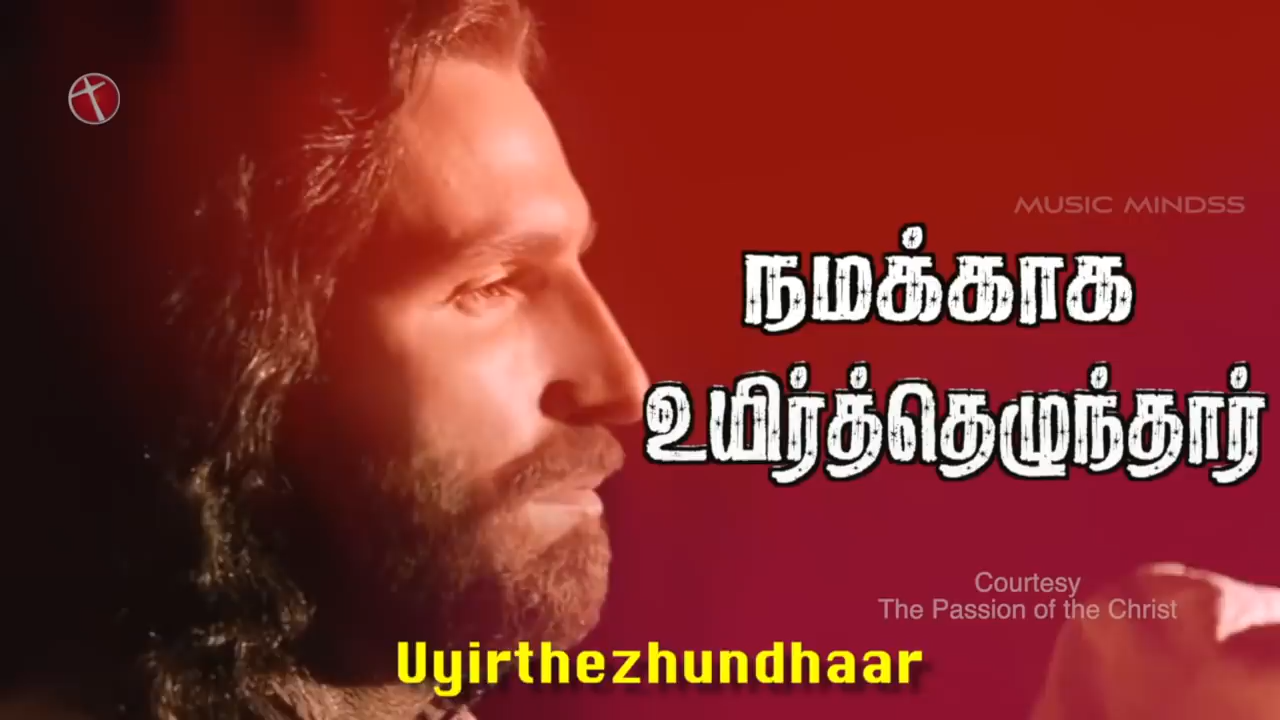 MUSIC MINDSS
நமக்காக
உயிர்த்தெழுந்தார்
Courtesy
The Passion of the Christ
Uyirthezhundhaar